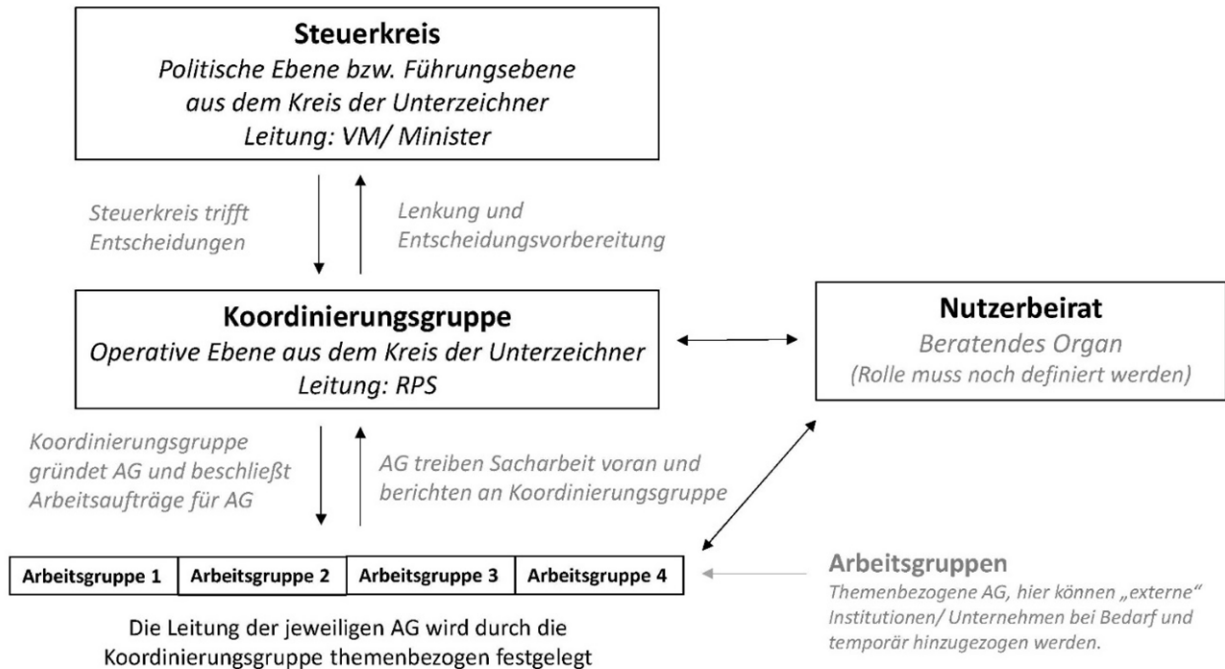 Steuerkreis
Politische Ebene bzw. Führungsebene
aus dem Kreis der Unterzeichner
Leitung: VM/ Minister
Steuerkreis trifft
Entscheidungen
Lenkung und
Entscheidungsvorbereitung
Koordinierungsgruppe
Operative Ebene aus dem Kreis der Unterzeichner
Leitung: RPS
Nutzerbeirat
Beratendes Organ
(Rolle muss noch definiert werden)
Koordinierungsgruppe
gründet AG und beschließt
Arbeitsaufträge für AG
AG treiben Sacharbeit voran und
berichten an Koordinierungsgruppe
Arbeitsgruppe 1
Arbeitsgruppe 2
Arbeitsgruppe 3
Arbeitsgruppe 4
Arbeitsgruppen
Themenbezogene AG, hier können „externe“
Institutionen/ Unternehmen bei Bedarf und
temporär hinzugezogen werden.
Die Leitung der jeweiligen AG wird durch die
Koordinierungsgruppe themenbezogen festgelegt